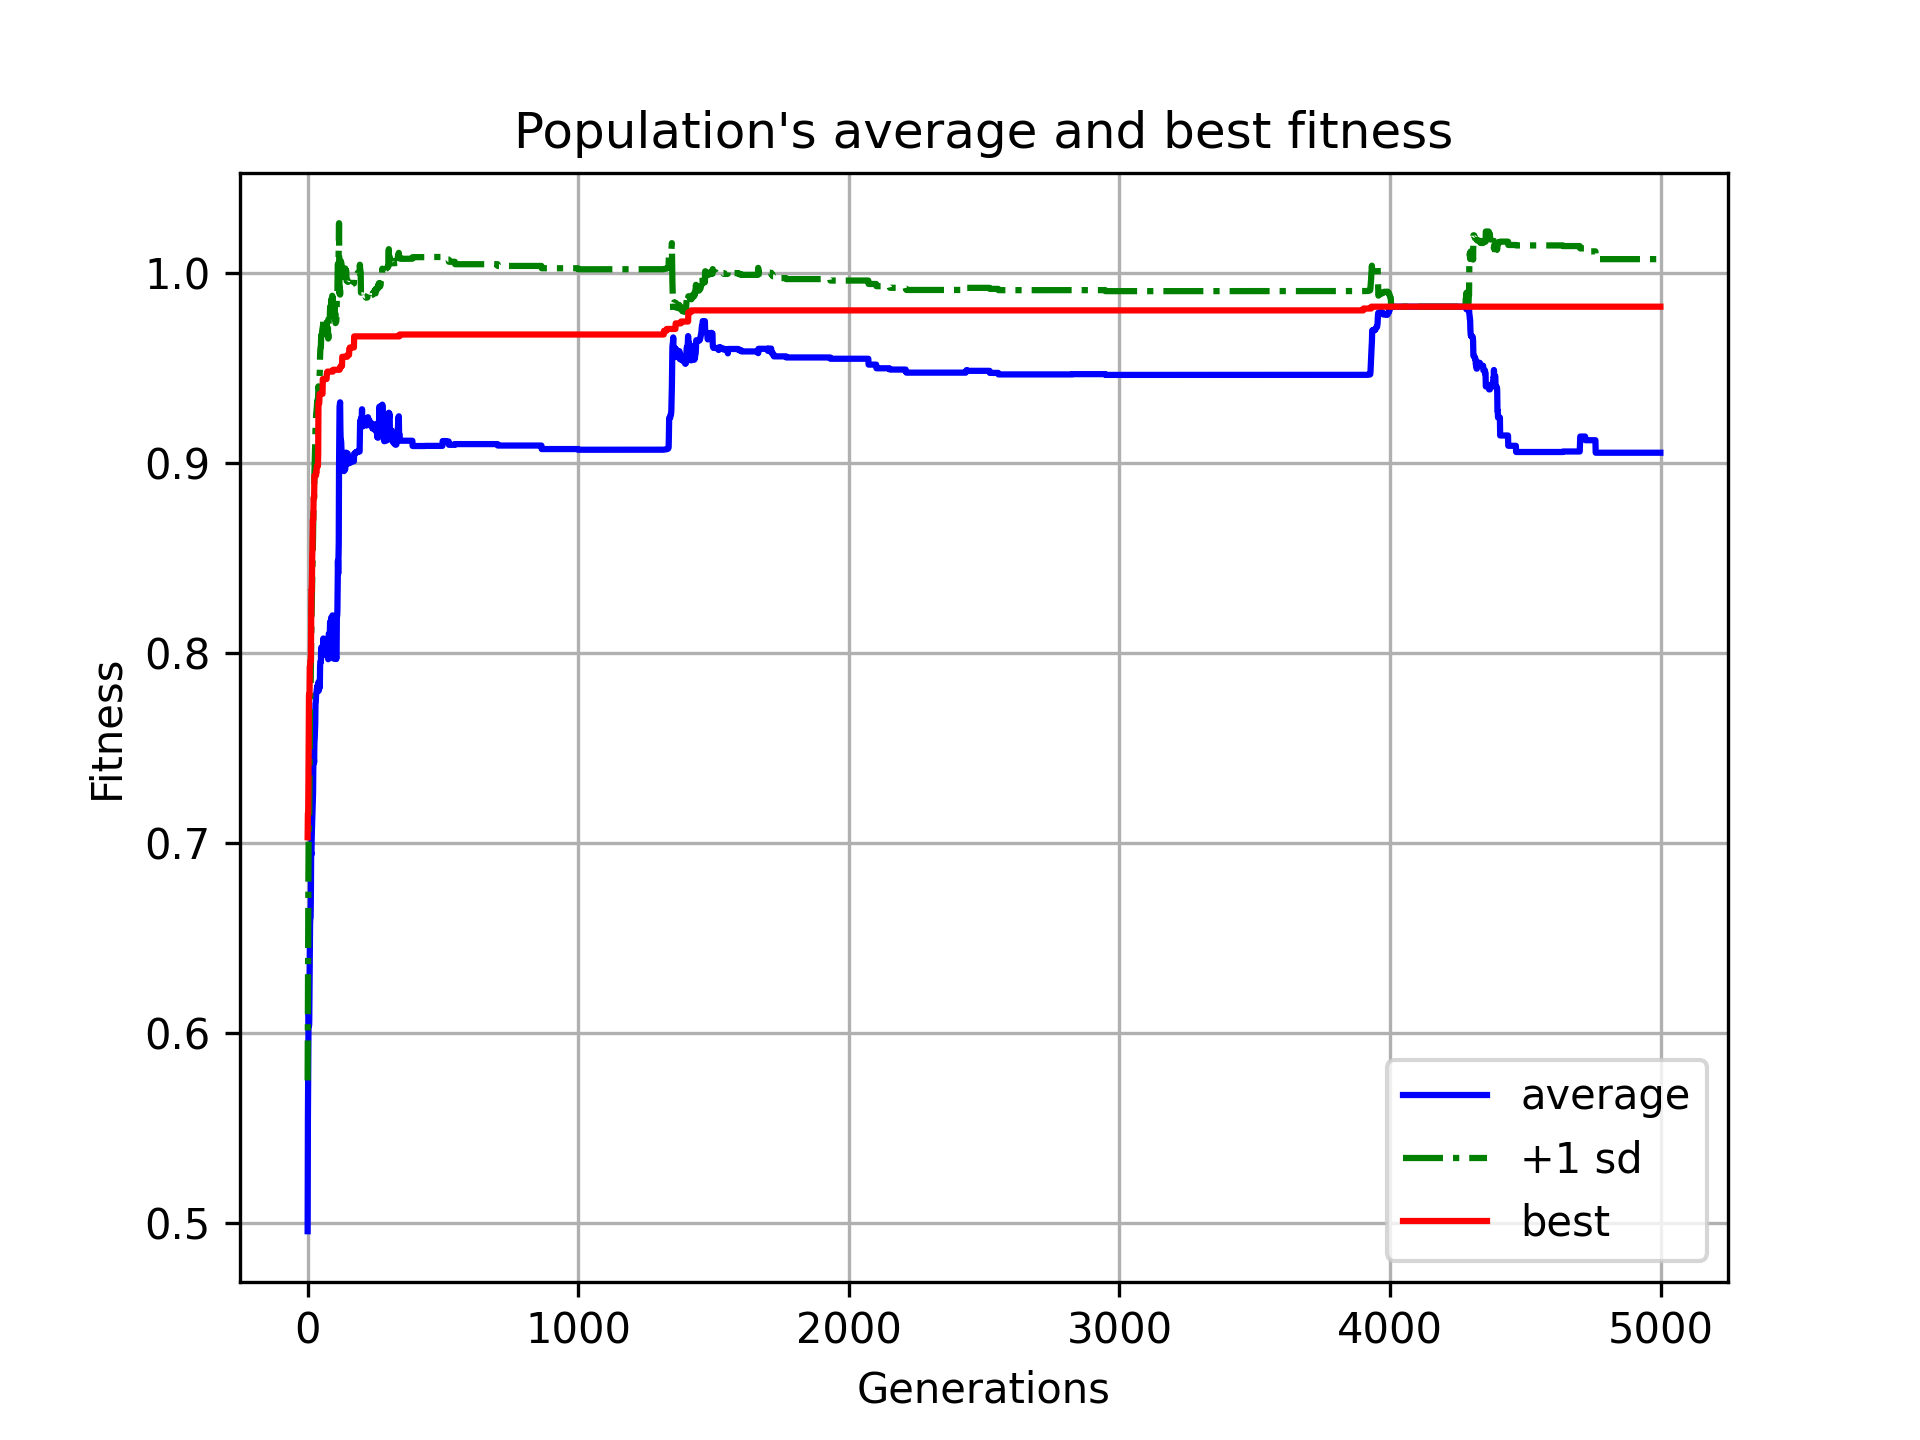 Population's average and best fitness
Fitness
1.0
0.9
0.8
0.7
0.6
0.5
0 1000 2000 3000 4000 5000
Generations
average
+1 sd
best